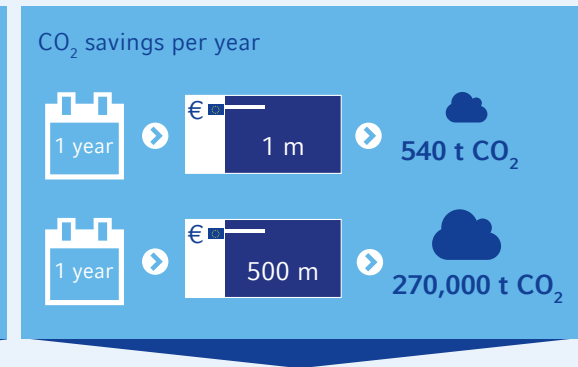 CO₂ savings per year
1 year € 1 m 540 t CO₂
1 year € 500 m 270,000 t CO₂